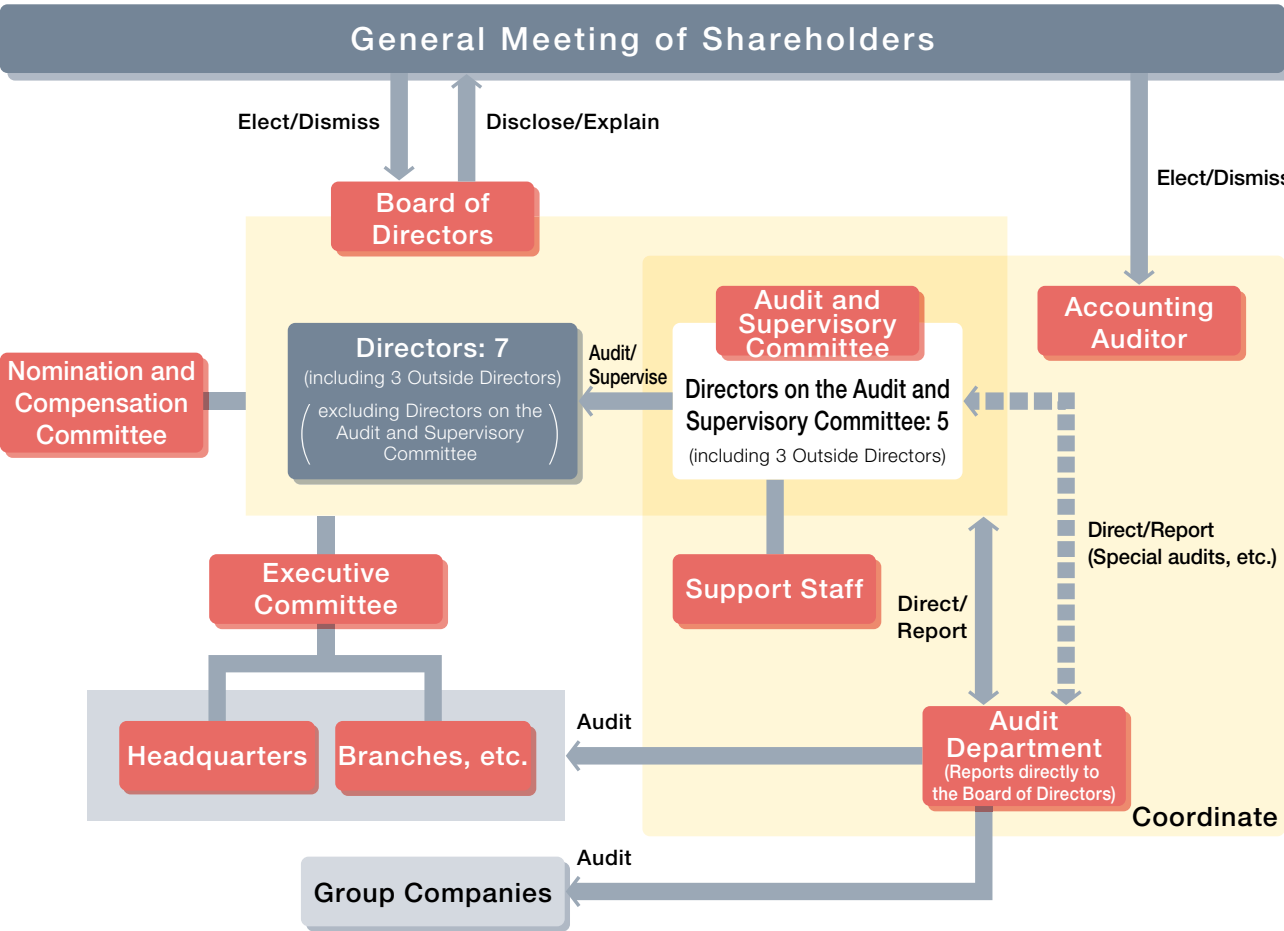 General Meeting of Shareholders
Elect/Dismiss
Disclose/Explain
Elect/Dismiss
Board of
Directors
Audit and
Supervisory
Committee
Accounting
Auditor
Nomination and
Compensation
Committee
Directors: 7
(including 3 Outside Directors)
(excluding Directors on the
Audit and Supervisory
Committee)
Audit/
Supervise
Directors on the Audit and
Supervisory Committee: 5
(including 3 Outside Directors)
Direct/Report
(Special audits, etc.)
Executive
Committee
Support Staff
Direct/
Report
Headquarters
Branches, etc.
Audit
Audit
Department
(Reports directly to
the Board of Directors)
Coordinate
Audit
Group Companies